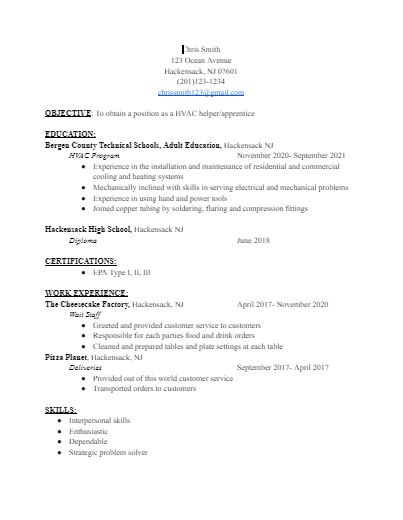 Chris Smith
123 Ocean Avenue
Hackensack, NJ 07601
(201)123-1234
chrissmith123@gmail.com
OBJECTIVE: To obtain a position as a HVAC helper/apprentice
EDUCATION:
Bergen County Technical Schools, Adult Education, Hackensack NJ
HVAC Program November 2020- September 2021
● Experience in the installation and maintenance of residential and commercial
cooling and heating systems
● Mechanically inclined with skills in serving electrical and mechanical problems
● Experience in using hand and power tools
● Joined copper tubing by soldering, flaring and compression fittings
Hackensack High School, Hackensack NJ
Diploma June 2018
CERTIFICATIONS:
● EPA Type I, II, III
WORK EXPERIENCE:
The Cheesecake Factory, Hackensack, NJ April 2017- November 2020
Wait Staff
● Greeted and provided customer service to customers
● Responsible for each parties food and drink orders
● Cleaned and prepared tables and plate settings at each table
Pizza Planet, Hackensack, NJ
Deliveries September 2017- April 2017
● Provided out of this world customer service
● Transported orders to customers
SKILLS:
● Interpersonal skills
● Enthusiastic
● Dependable
● Strategic problem solver